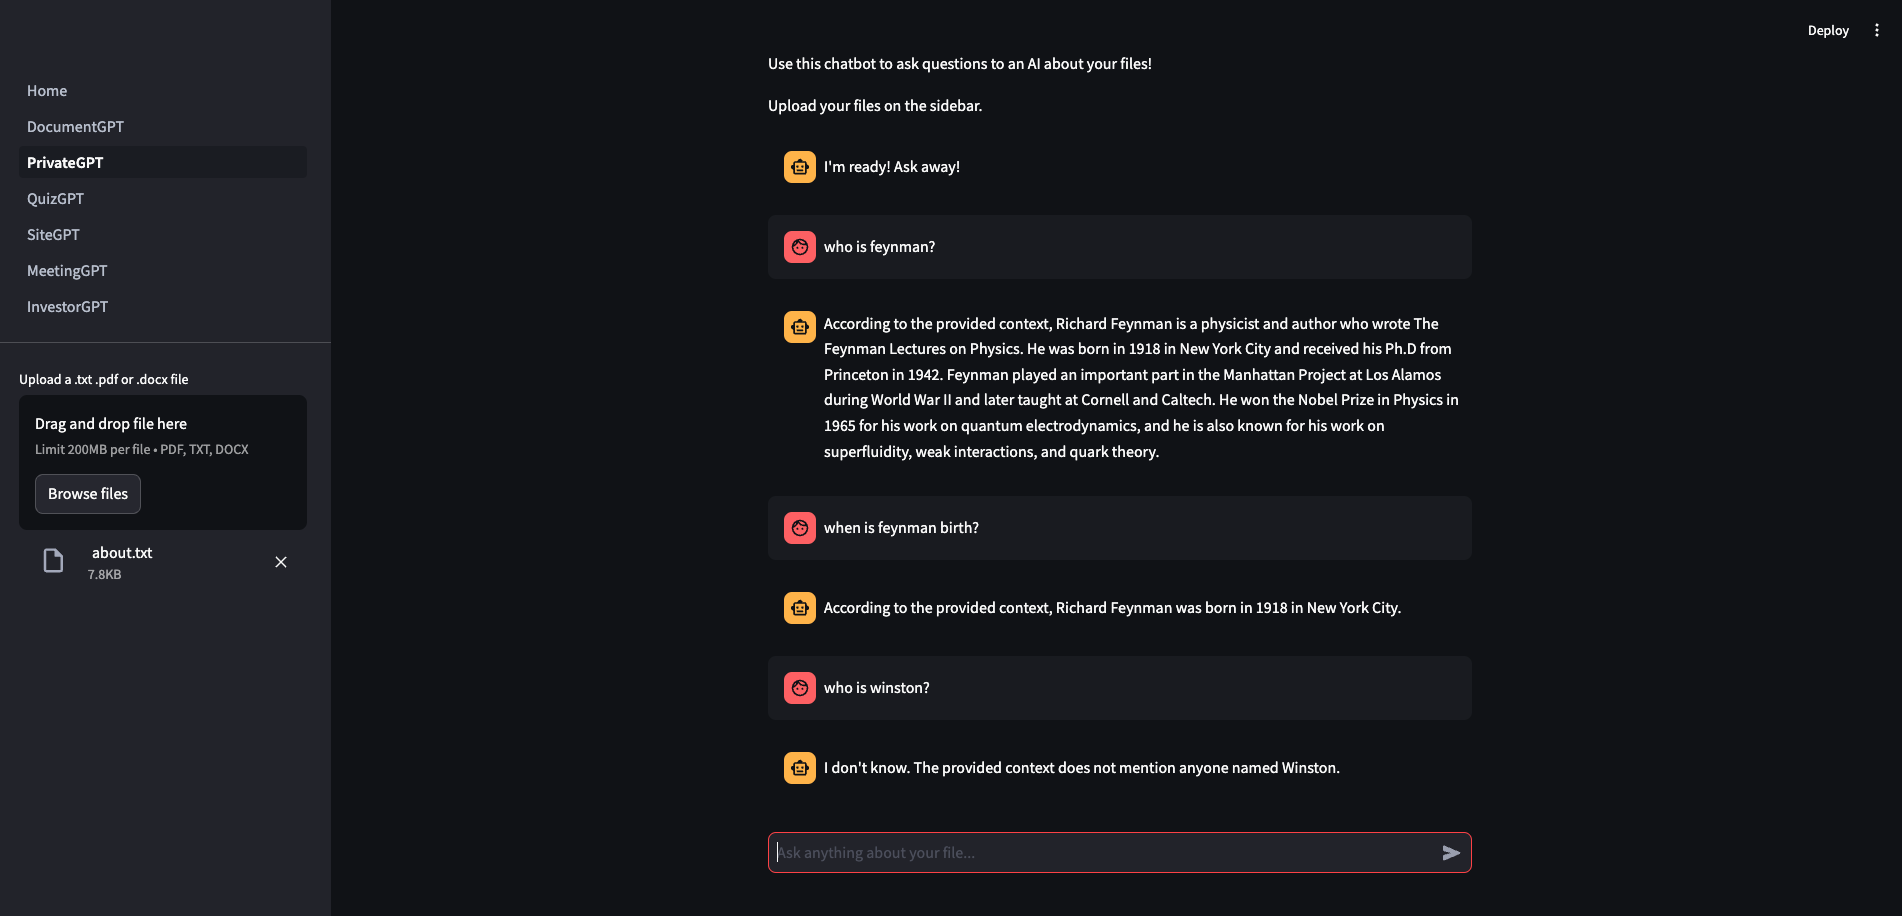 Deploy
Home
DocumentGPT
PrivateGPT
QuizGPT
SiteGPT
MeetingGPT
InvestorGPT
Upload a .txt .pdf or .docx file
Drag and drop file here
Limit 200MB per file • PDF, TXT, DOCX
Browse files
about.txt
7.8KB
Use this chatbot to ask questions to an AI about your files!
Upload your files on the sidebar.
I'm ready! Ask away!
who is feynman?
According to the provided context, Richard Feynman is a physicist and author who wrote The
Feynman Lectures on Physics. He was born in 1918 in New York City and received his Ph.D from
Princeton in 1942. Feynman played an important part in the Manhattan Project at Los Alamos
during World War II and later taught at Cornell and Caltech. He won the Nobel Prize in Physics in
1965 for his work on quantum electrodynamics, and he is also known for his work on
superfluidity, weak interactions, and quark theory.
when is feynman birth?
According to the provided context, Richard Feynman was born in 1918 in New York City.
who is winston?
I don't know. The provided context does not mention anyone named Winston.
Ask anything about your file...